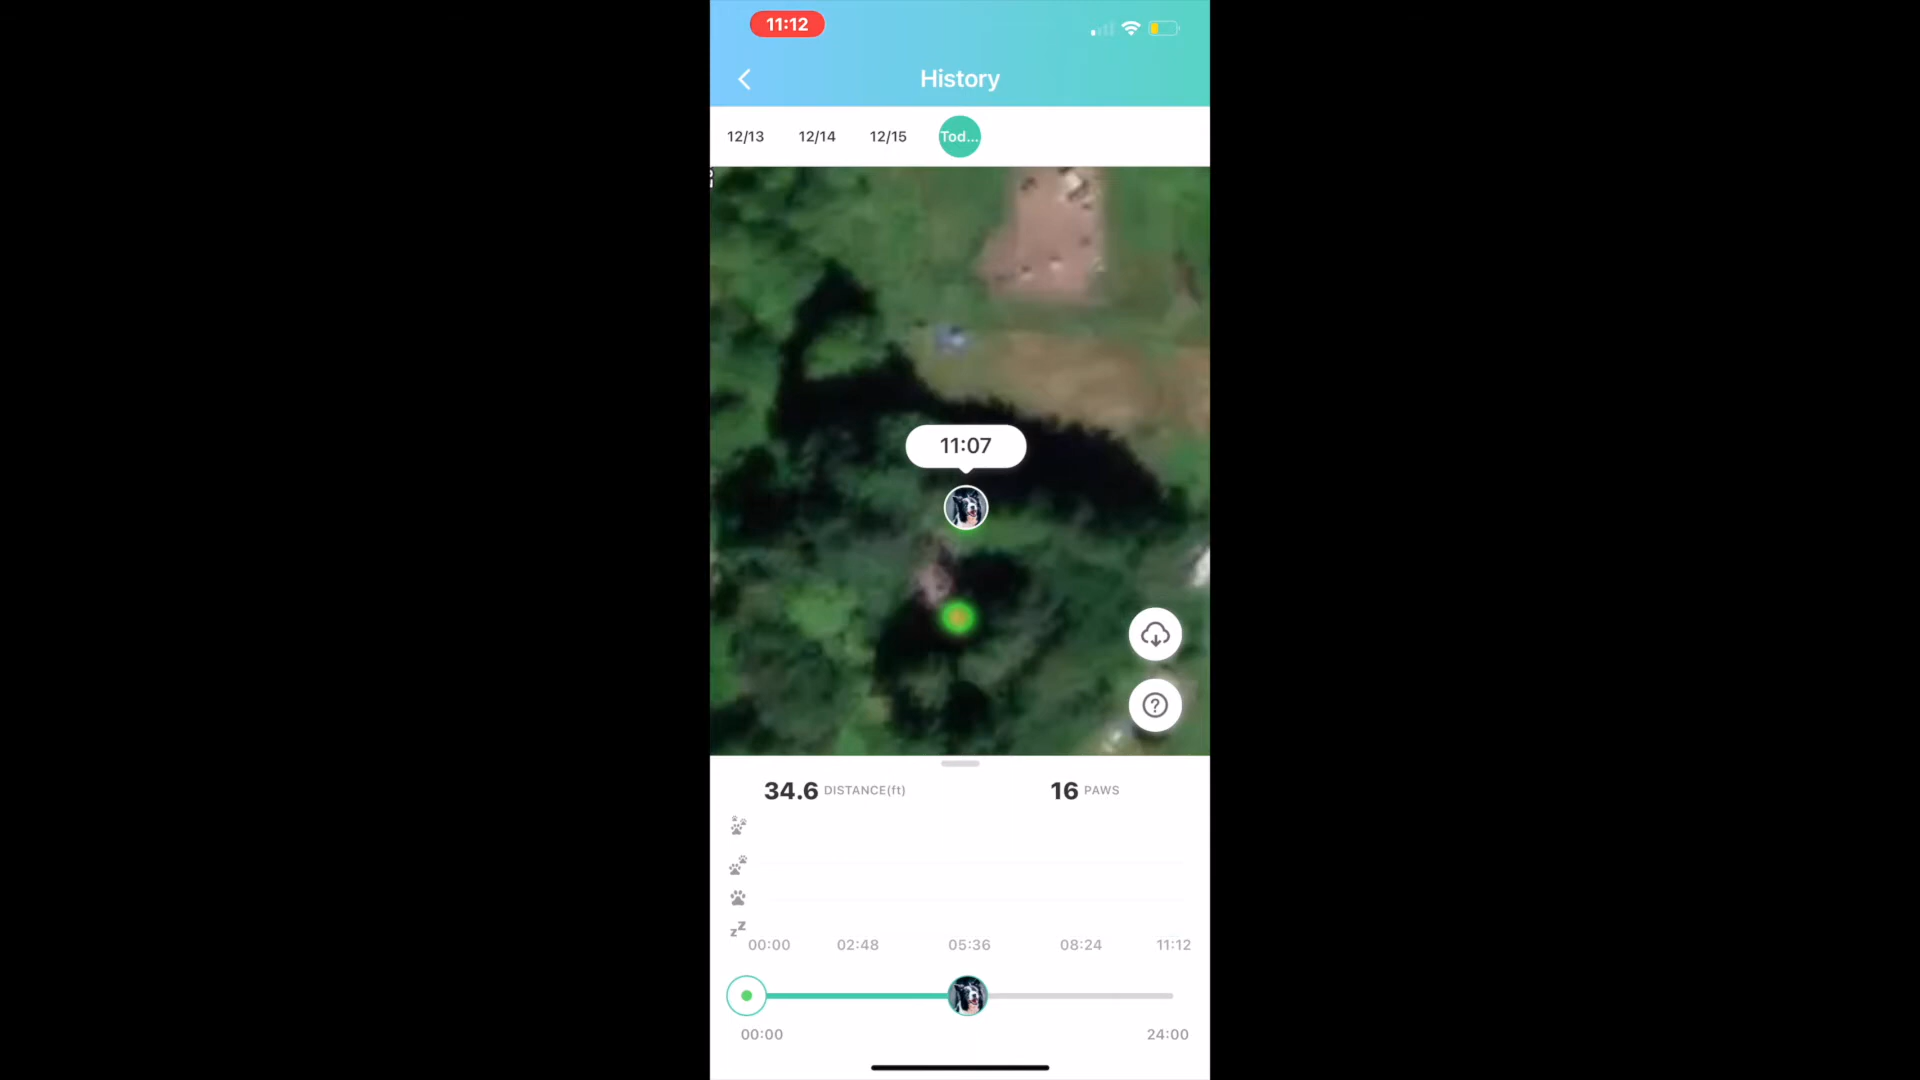 11:12
History
12/13 12/14 12/15 Tod...
11:07
34.6 DISTANCE(ft) 16 PAWS
zz
00:00 02:48 05:36 08:24 11:12
00:00 24:00